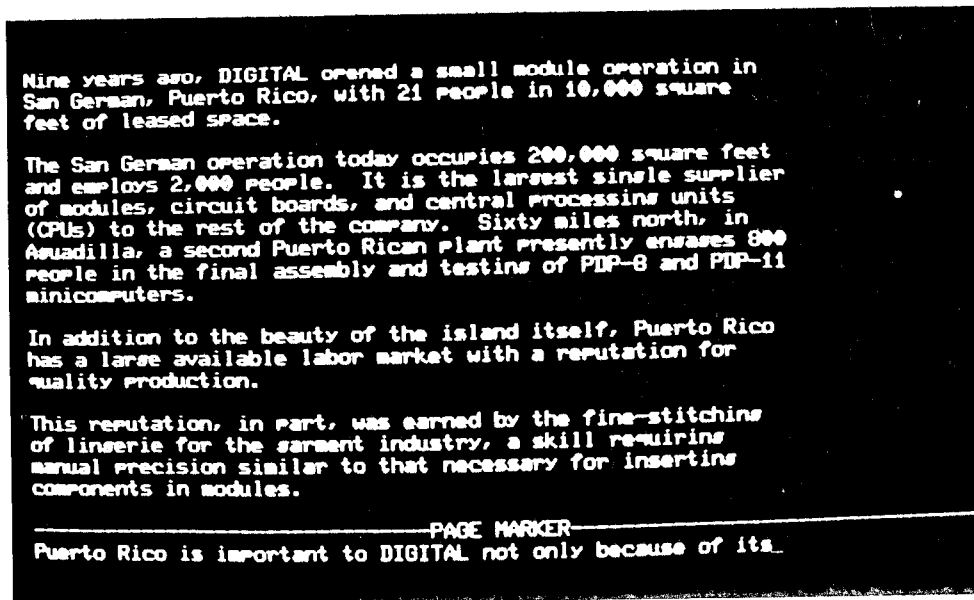 Nine years ago, DIGITAL opened a small module operation in
San German, Puerto Rico, with 21 people in 10,000 square
feet of leased space.
The San German operation today occupies 200,000 square feet
and employs 2,000 people.  It is the largest single supplier
of modules, circuit boards, and central processing units
(CPUs) to the rest of the company.  Sixty miles north, in
Aguadilla, a second Puerto Rican plant presently engages 800
people in the final assembly and testing of PDP-8 and PDP-11
minicomputers.
In addition to the beauty of the island itself, Puerto Rico
has a large available labor market with a reputation for
quality production.
This reputation, in part, was earned by the fine-stitching
of lingerie for the garment industry, a skill requiring
manual precision similar to that necessary for inserting
components in modules.
PAGE MARKER
Puerto Rico is important to DIGITAL not only because of its_